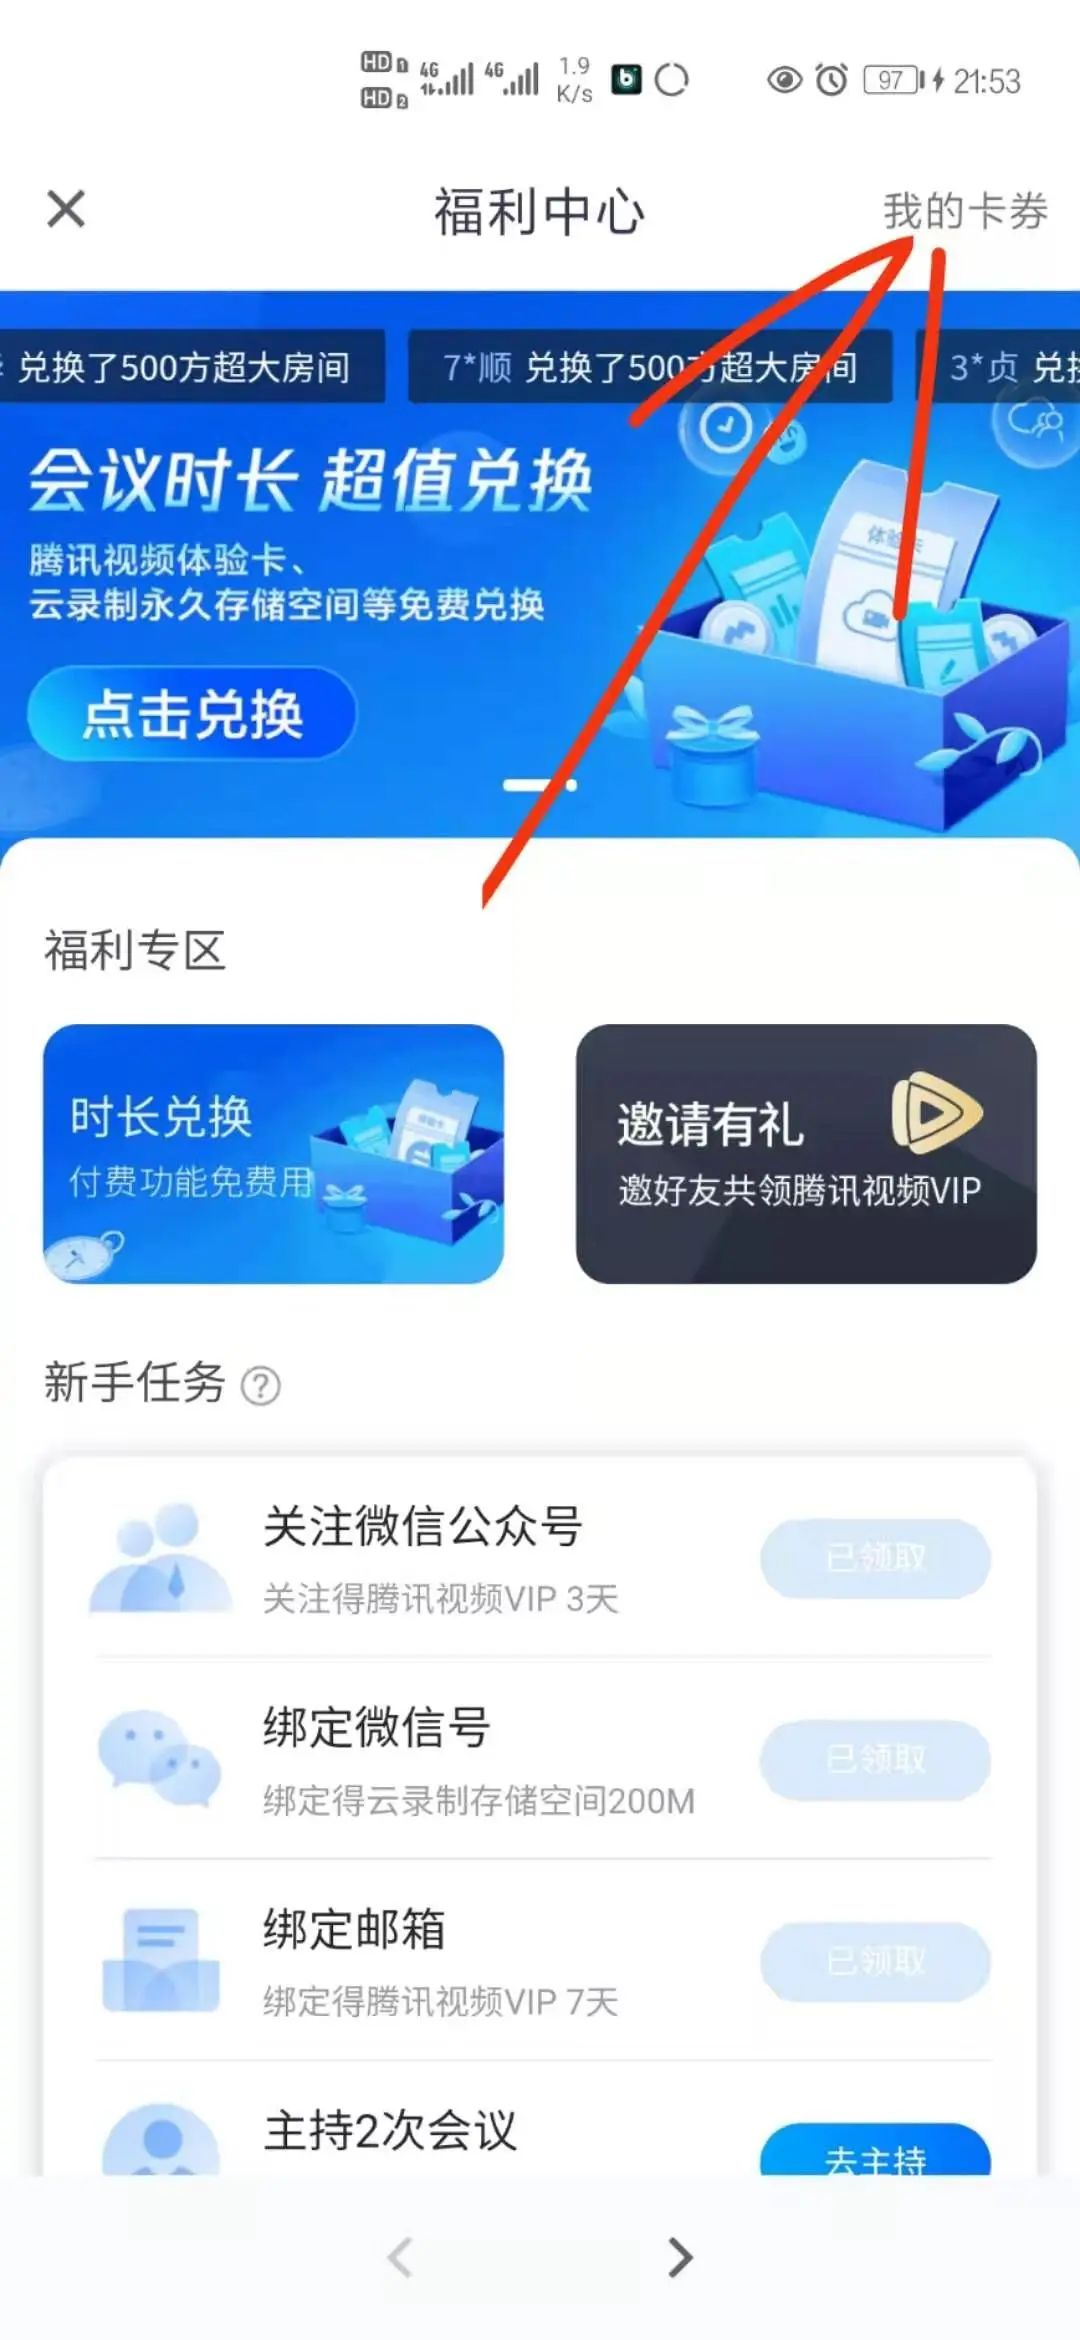 HD 1 4G 4G 1.9 97 21:53
HD 2 K/s
福利中心
我的卡券
兑换了500方超大房间
7*顺 兑换了500方超大房间
3*贞
会议时长 超值兑换
腾讯视频体验卡、
云录制永久存储空间等免费兑换
点击兑换
福利专区
时长兑换
付费功能免费用
邀请有礼
邀好友共领腾讯视频VIP
新手任务
关注微信公众号
关注得腾讯视频VIP 3天
已领取
绑定微信号
绑定得云录制存储空间200M
已领取
绑定邮箱
绑定得腾讯视频VIP 7天
已领取
主持2次会议
去主持